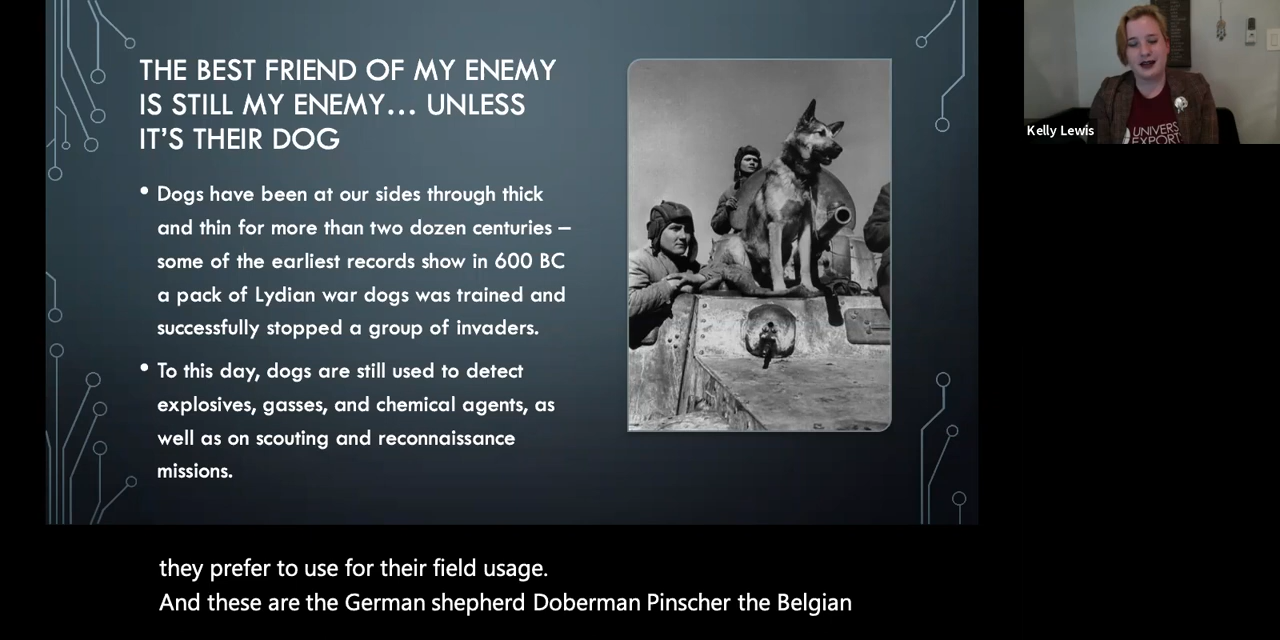 THE BEST FRIEND OF MY ENEMY
IS STILL MY ENEMY... UNLESS
IT'S THEIR DOG
• Dogs have been at our sides through thick
and thin for more than two dozen centuries –
some of the earliest records show in 600 BC
a pack of Lydian war dogs was trained and
successfully stopped a group of invaders.
• To this day, dogs are still used to detect
explosives, gasses, and chemical agents, as
well as on scouting and reconnaissance
missions.
Kelly Lewis
UNIVERS
EXPORT
they prefer to use for their field usage.
And these are the German shepherd Doberman Pinscher the Belgian